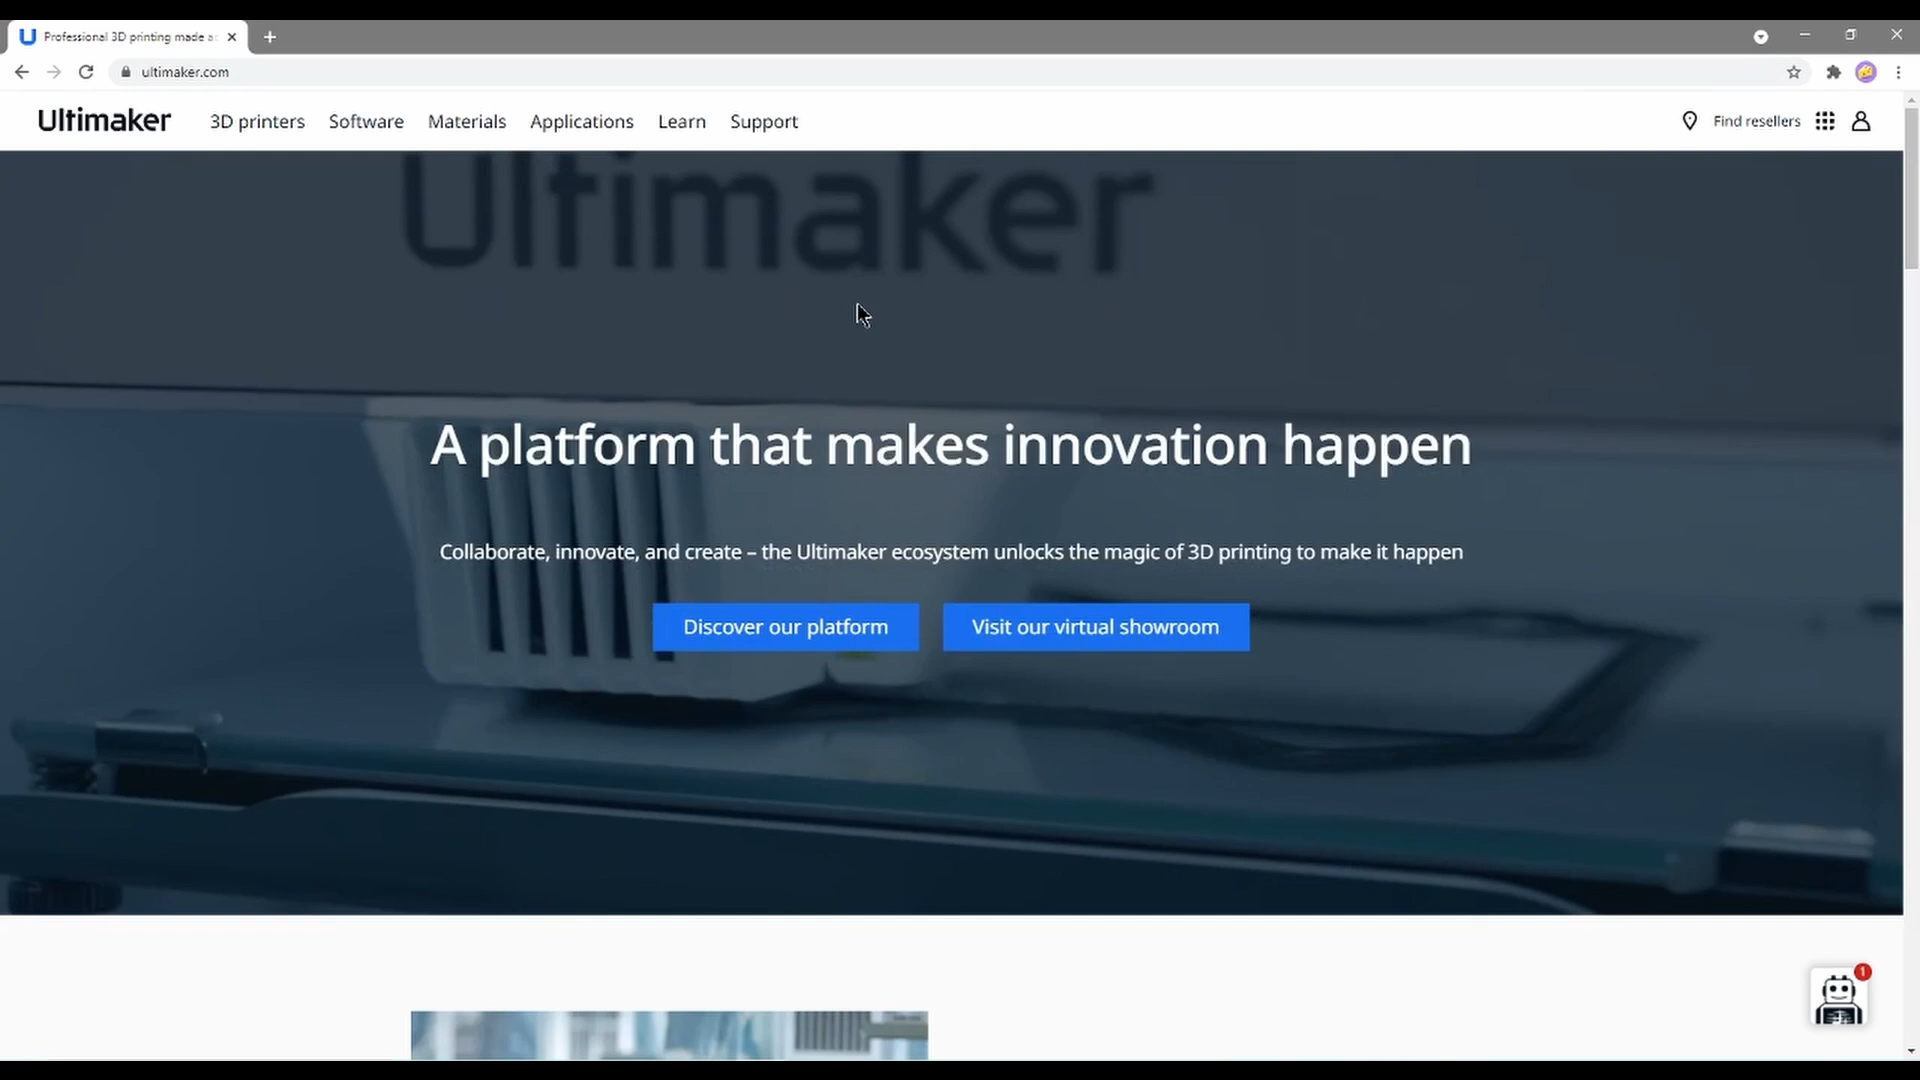 Professional 3D printing made a
ultimaker.com
Ultimaker
3D printers
Software
Materials
Applications
Learn
Support
Find resellers
Ultimaker
A platform that makes innovation happen
Collaborate, innovate, and create – the Ultimaker ecosystem unlocks the magic of 3D printing to make it happen
Discover our platform
Visit our virtual showroom
1